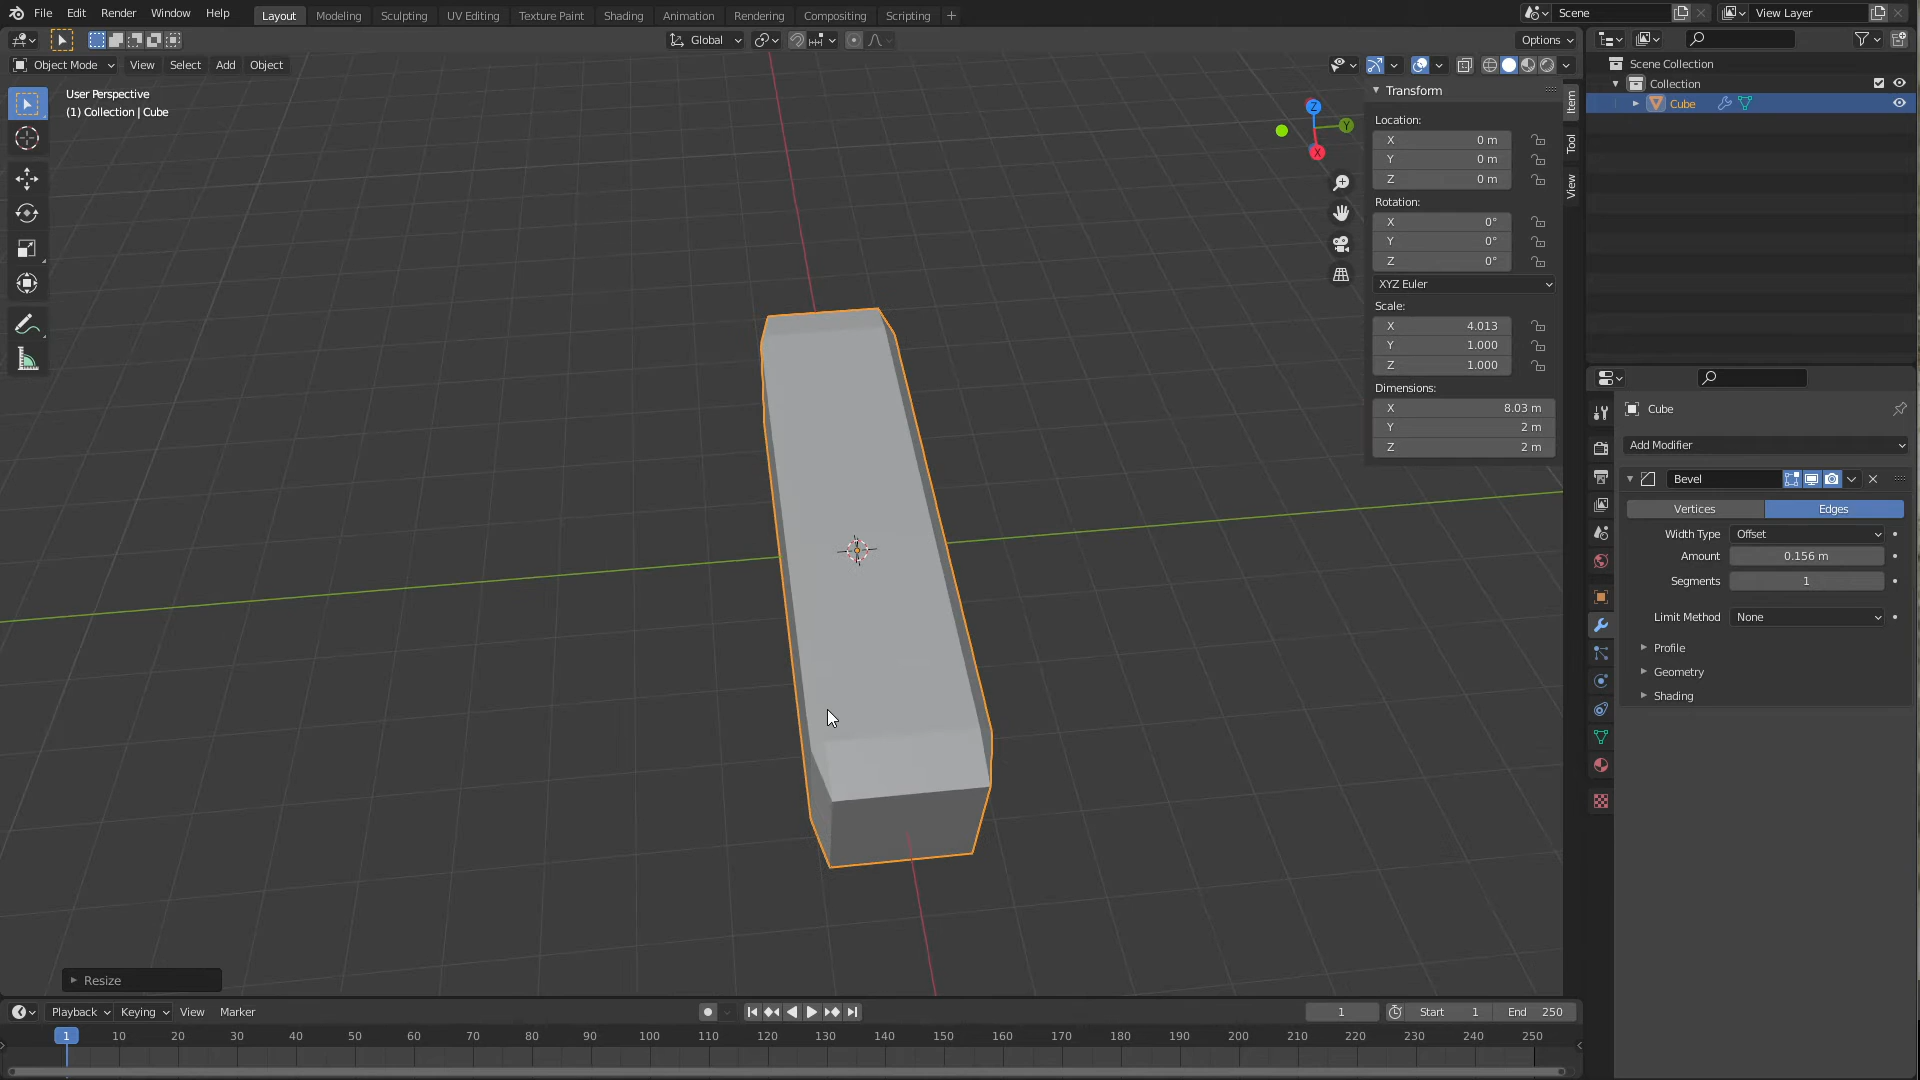 File Edit Render Window Help Layout Modeling Sculpting UV Editing Texture Paint Shading Animation Rendering Compositing Scripting + Scene View Layer
Global Options
Object Mode View Select Add Object
User Perspective
(1) Collection | Cube
Z
Y
X
Transform
Location:
X 0 m
Y 0 m
Z 0 m
Rotation:
X 0°
Y 0°
Z 0°
XYZ Euler
Scale:
X 4.013
Y 1.000
Z 1.000
Dimensions:
X 8.03 m
Y 2 m
Z 2 m
Item
Tool
View
Scene Collection
Collection
Cube
Cube
Add Modifier
Bevel
Vertices Edges
Width Type Offset
Amount 0.156 m
Segments 1
Limit Method None
Profile
Geometry
Shading
Resize
Playback Keying View Marker 1 Start 1 End 250
1 10 20 30 40 50 60 70 80 90 100 110 120 130 140 150 160 170 180 190 200 210 220 230 240 250